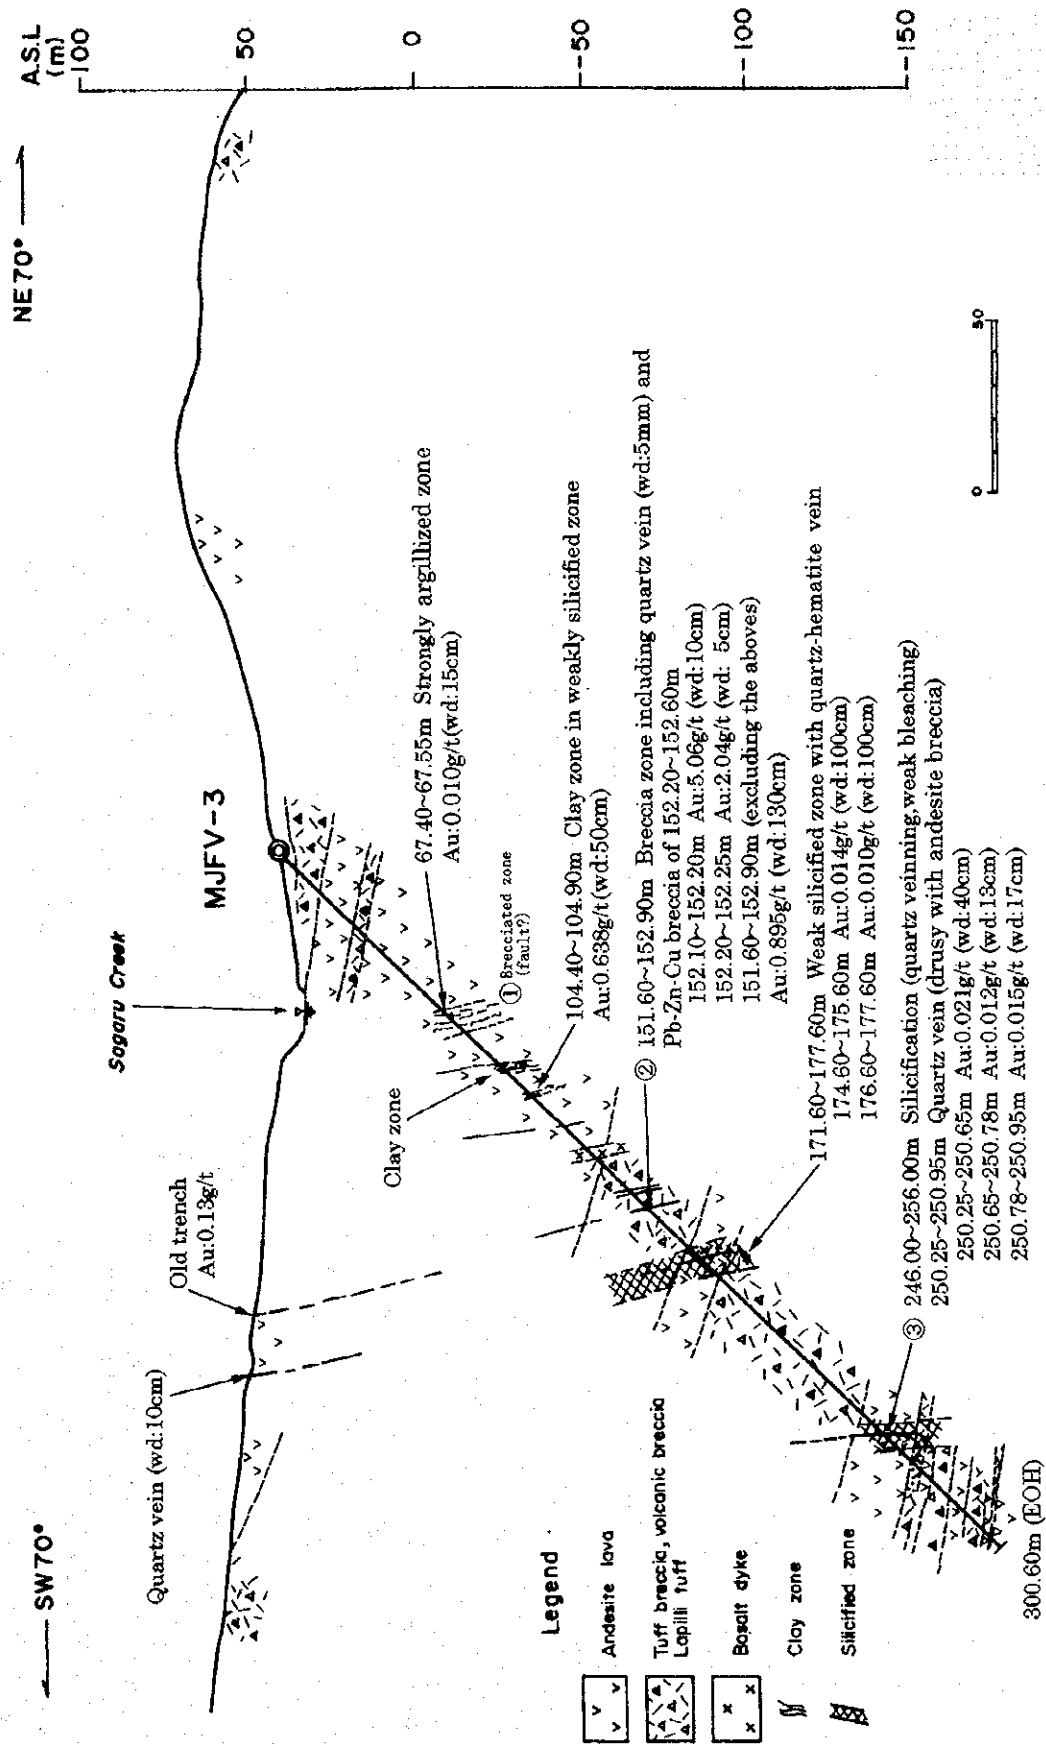 SW70°
NE70°
A.S.L
(m)
100
50
0
-50
-100
-150
Quartz vein (wd:10cm)
Old trench
Au:0.13g/t
Sagaru Creek
MJFV-3
Clay zone
67.40~67.55m Strongly argillized zone
Au:0.010g/t(wd:15cm)
① Brecciated zone
(fault?)
104.40~104.90m Clay zone in weakly silicified zone
Au:0.638g/t(wd:50cm)
② 151.60~152.90m Breccia zone including quartz vein (wd:5mm) and
Pb-Zn-Cu breccia of 152.20~152.60m
152.10~152.20m Au:5.06g/t (wd:10cm)
152.20~152.25m Au:2.04g/t (wd: 5cm)
151.60~152.90m (excluding the aboves)
Au:0.895g/t (wd:130cm)
171.60~177.60m Weak silicified zone with quartz-hematite vein
174.60~175.60m Au:0.014g/t (wd:100cm)
176.60~177.60m Au:0.010g/t (wd:100cm)
③ 246.00~256.00m Silicification (quartz veinning,weak bleaching)
250.25~250.95m Quartz vein (drusy with andesite breccia)
250.25~250.65m Au:0.021g/t (wd:40cm)
250.65~250.78m Au:0.012g/t (wd:13cm)
250.78~250.95m Au:0.015g/t (wd:17cm)
300.60m (EOH)
0 50
Legend
Andesite lava
Tuff breccia, volcanic breccia
Lapilli tuff
Basalt dyke
Clay zone
Silicified zone